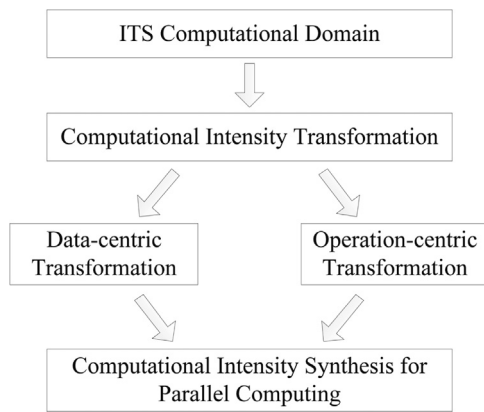 ITS Computational Domain
Computational Intensity Transformation
Data-centric
Transformation
Operation-centric
Transformation
Computational Intensity Synthesis for
Parallel Computing